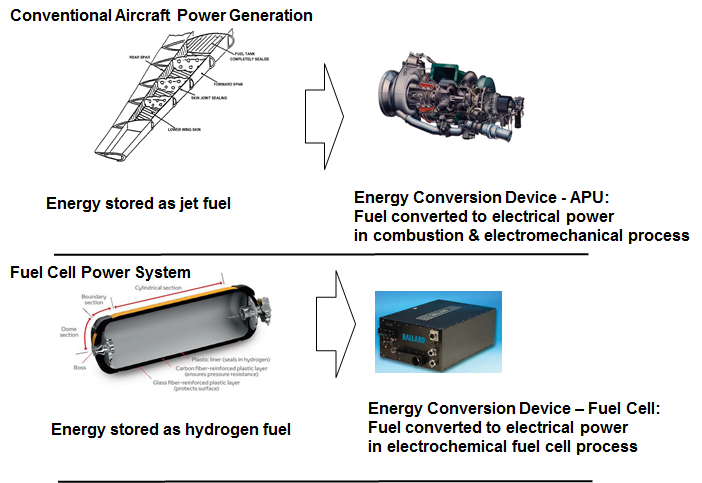 Conventional Aircraft Power Generation
REAR SPAR
FUEL TANK
COMPLETELY SEALED
FORWARD SPAR
SKIN JOINT SEALING
LOWER WING SKIN
Energy stored as jet fuel
Energy Conversion Device - APU:
Fuel converted to electrical power
in combustion & electromechanical process
Fuel Cell Power System
Cylindrical section
Boundary
section
Dome
section
Boss
Plastic liner (seals in hydrogen)
Carbon fiber-reinforced plastic layer
(ensures pressure resistance)
Glass fiber-reinforced plastic layer
(protects surface)
BALLARD
Energy stored as hydrogen fuel
Energy Conversion Device – Fuel Cell:
Fuel converted to electrical power
in electrochemical fuel cell process